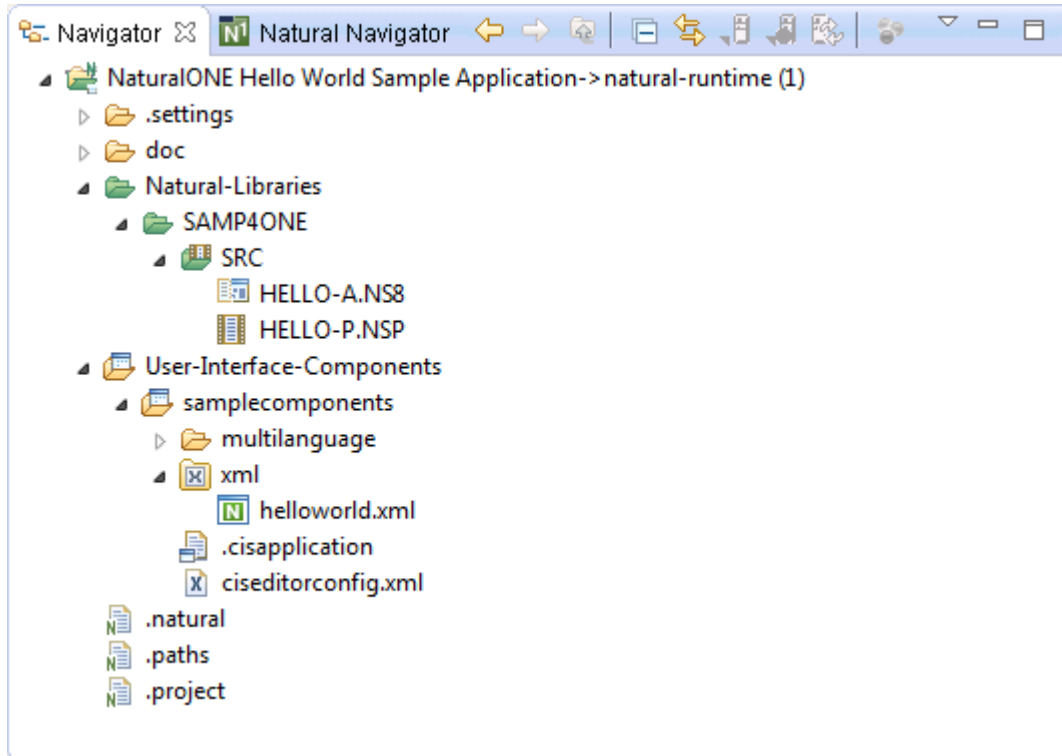 Navigator Natural Navigator
NaturalONE Hello World Sample Application->natural-runtime (1)
.settings
doc
Natural-Libraries
SAMP4ONE
SRC
HELLO-A.NS8
HELLO-P.NSP
User-Interface-Components
samplecomponents
multilanguage
xml
helloworld.xml
.cisapplication
ciseditorconfig.xml
.natural
.paths
.project